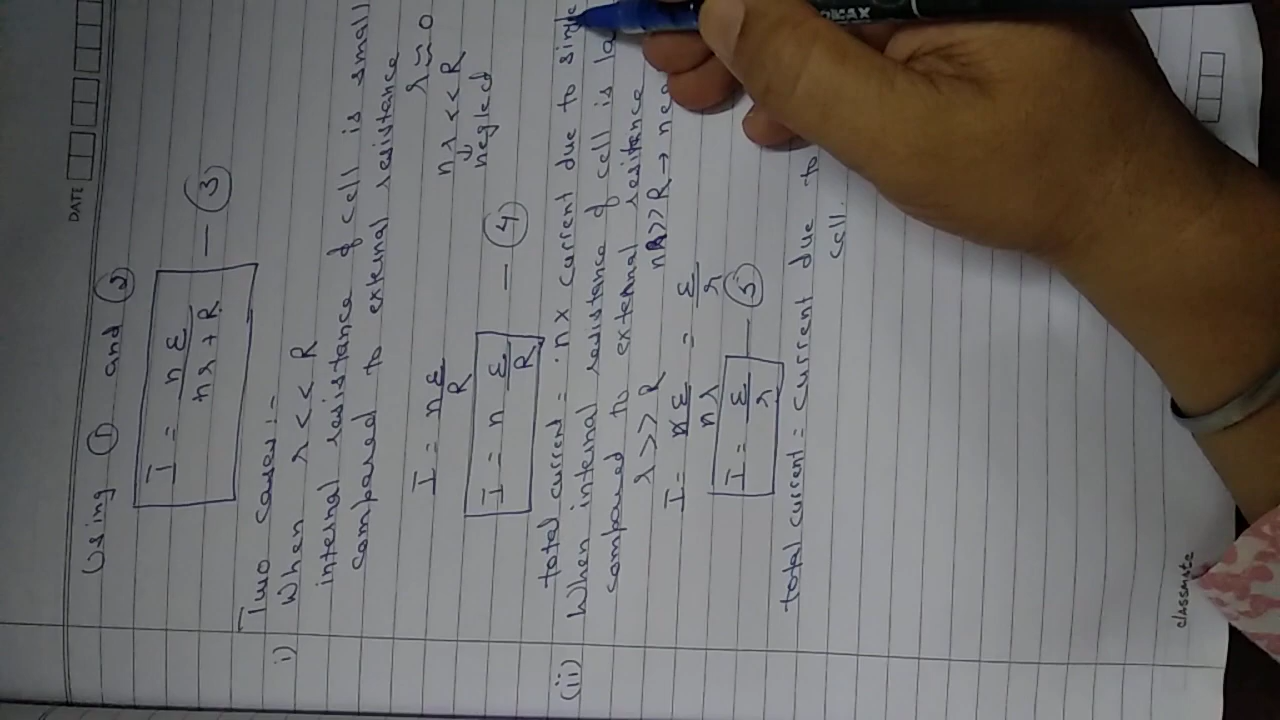 DATE
Using ① and ②
I = nε / nr + R — ③
Two cases :-
i) When r << R
internal resistance of cell is small
compared to external resistance
r ≈ 0
I = nε / R
nr << R
↓
neglect
I = n ε / R — ④
total current = n x current due to single
(ii) When internal resistance of cell is
compared to external resistance
r >> R
nR >> R →
I = nε / nr = ε / r
I = ε / r — ⑤
total current = current due to
cell.
classmate